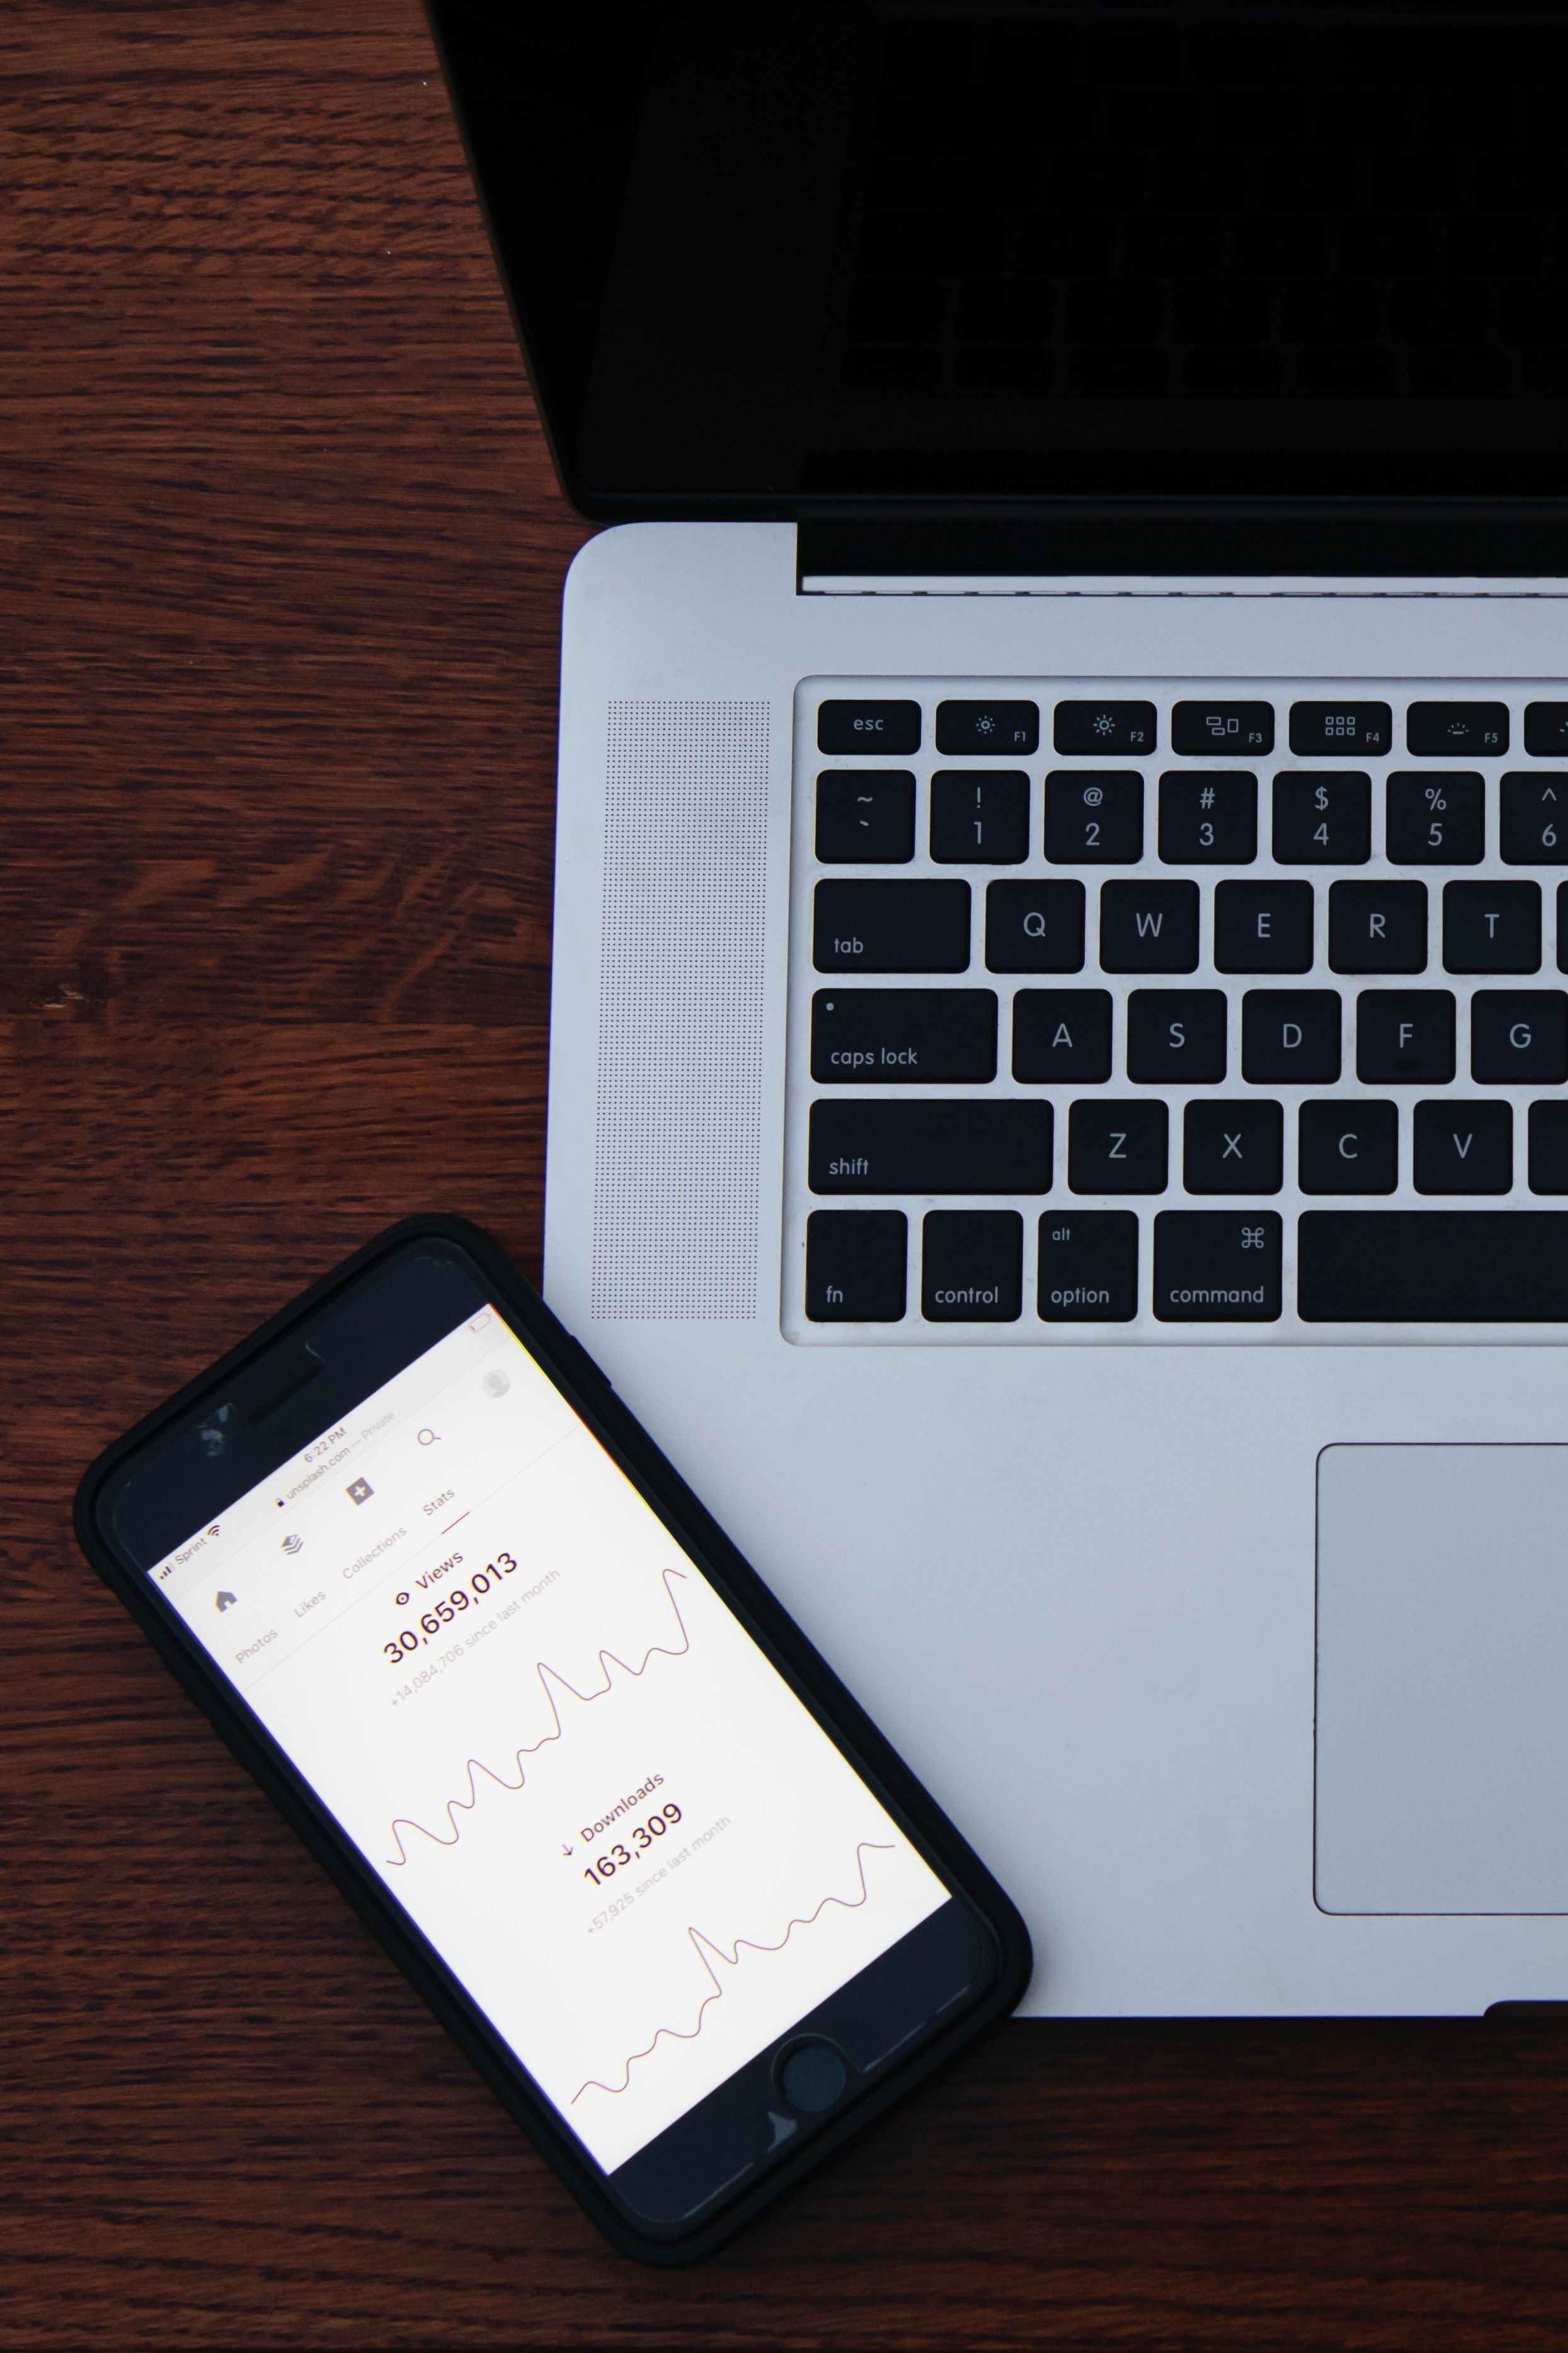 esc F1 F2 F3 F4 F5
~ ! @ # $ % ^
` 1 2 3 4 5 6
tab Q W E R T
caps lock A S D F G
shift Z X C V
alt ⌘
fn control option command
Sprint 6:22 PM
unsplash.com — Private
Photos Likes Collections Stats
Views
30,659,013
+14,084,706 since last month
Downloads
163,309
+57,925 since last month